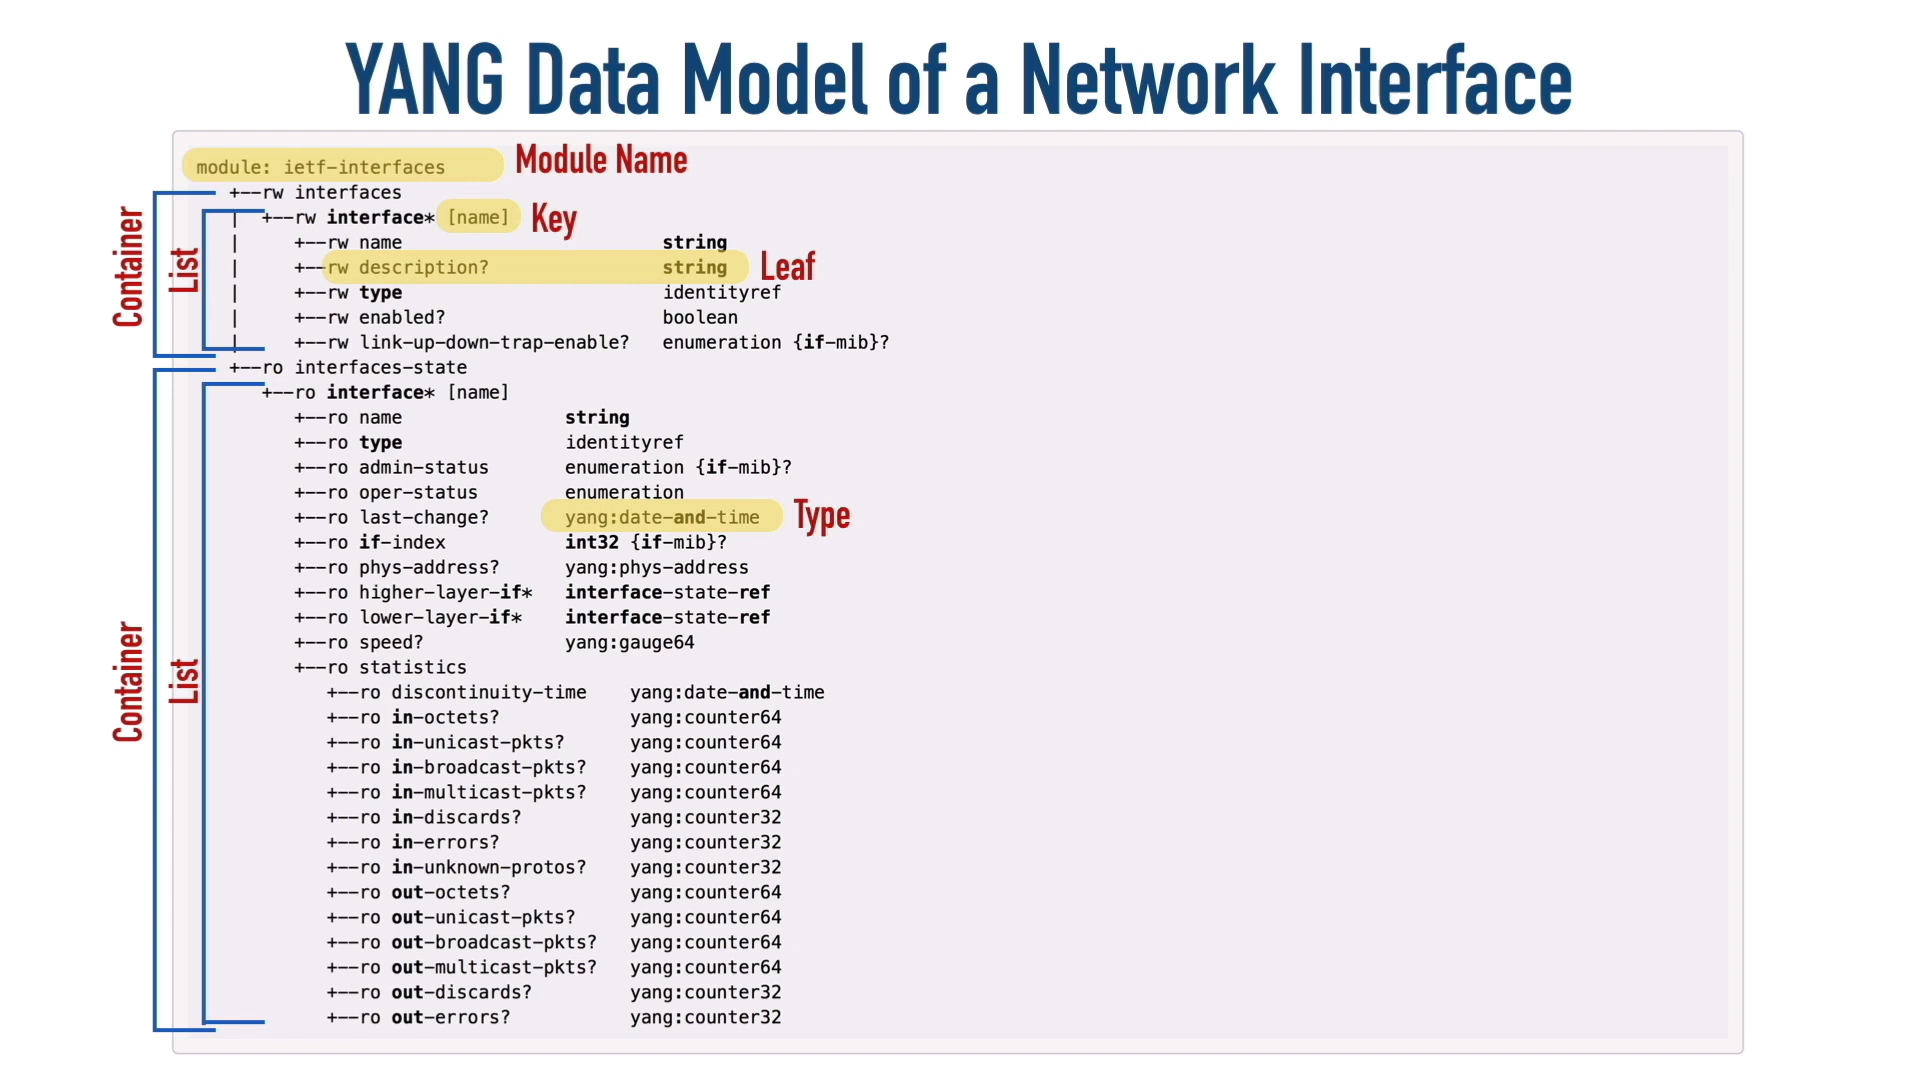 YANG Data Model of a Network Interface
module: ietf-interfaces Module Name
+--rw interfaces
| +--rw interface* [name] Key
| +--rw name string
| +--rw description? string Leaf
| +--rw type identityref
| +--rw enabled? boolean
| +--rw link-up-down-trap-enable? enumeration {if-mib}?
Container
List
+--ro interfaces-state
+--ro interface* [name]
+--ro name string
+--ro type identityref
+--ro admin-status enumeration {if-mib}?
+--ro oper-status enumeration
+--ro last-change? yang:date-and-time Type
+--ro if-index int32 {if-mib}?
+--ro phys-address? yang:phys-address
+--ro higher-layer-if* interface-state-ref
+--ro lower-layer-if* interface-state-ref
+--ro speed? yang:gauge64
+--ro statistics
+--ro discontinuity-time yang:date-and-time
+--ro in-octets? yang:counter64
+--ro in-unicast-pkts? yang:counter64
+--ro in-broadcast-pkts? yang:counter64
+--ro in-multicast-pkts? yang:counter64
+--ro in-discards? yang:counter32
+--ro in-errors? yang:counter32
+--ro in-unknown-protos? yang:counter32
+--ro out-octets? yang:counter64
+--ro out-unicast-pkts? yang:counter64
+--ro out-broadcast-pkts? yang:counter64
+--ro out-multicast-pkts? yang:counter64
+--ro out-discards? yang:counter32
+--ro out-errors? yang:counter32
Container
List